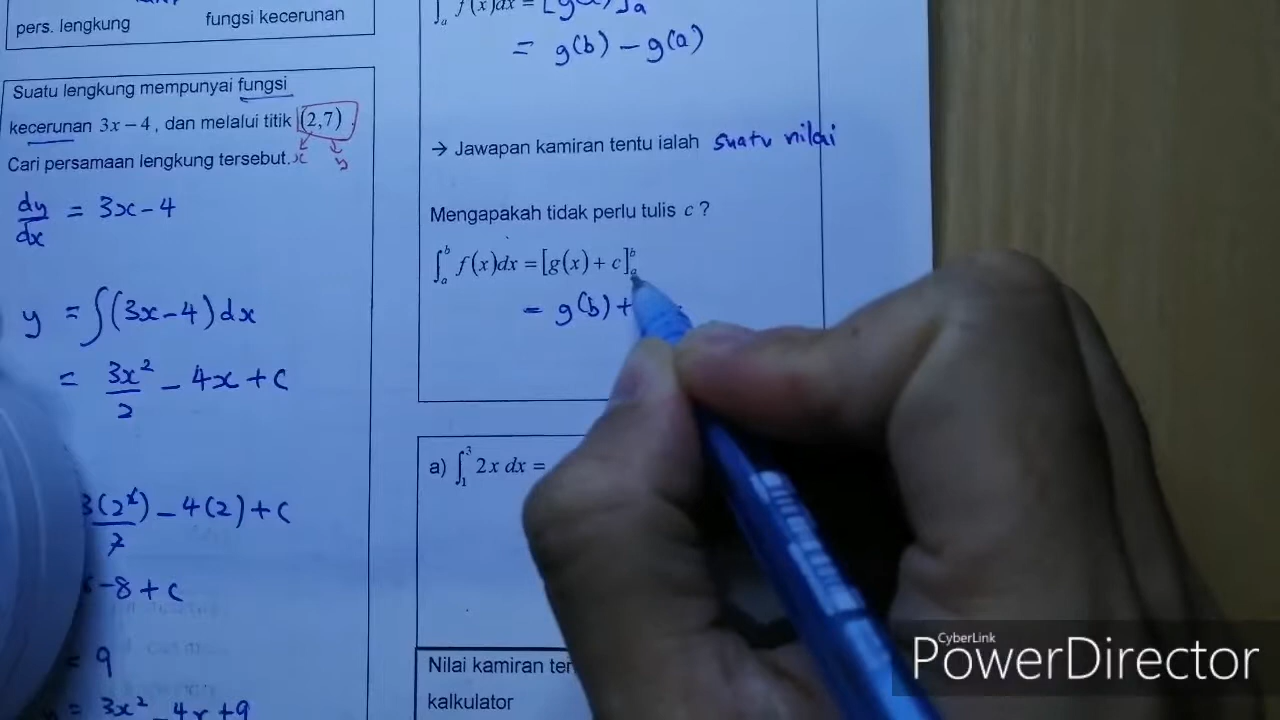 pers. lengkung
fungsi kecerunan
Suatu lengkung mempunyai fungsi
kecerunan 3x – 4, dan melalui titik (2,7).
x y
Cari persamaan lengkung tersebut.
dy/dx = 3x – 4
y = ∫(3x – 4)dx
= 3x²/2 – 4x + c
– 4(2) + c
– 8 + c
= 9
= 3x² – 4x + 9
= g(b) – g(a)
→ Jawapan kamiran tentu ialah suatu nilai
Mengapakah tidak perlu tulis c ?
∫ₐᵇ f(x)dx = [g(x) + c]ₐᵇ
= g(b) +
a) ∫₁³ 2x dx =
Nilai kamiran
kalkulator
CyberLink
PowerDirector